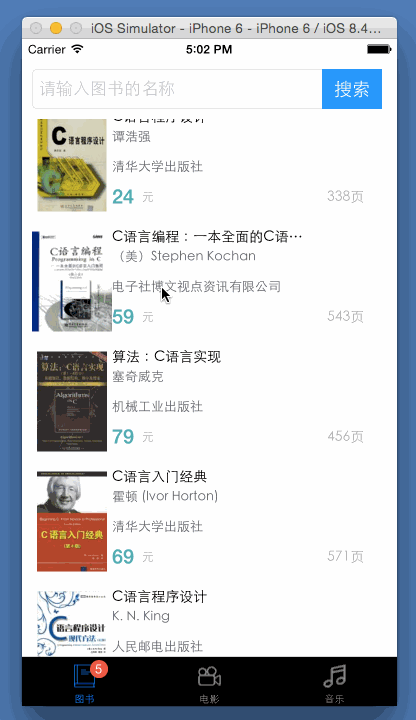 iOS Simulator - iPhone 6 - iPhone 6 / iOS 8.4...
Carrier 5:02 PM
请输入图书的名称 搜索
C语言程序设计
谭浩强
清华大学出版社
24 元 338页
C语言程序设计
C语言编程：一本全面的C语…
（美）Stephen Kochan
电子社博文视点资讯有限公司
59 元 543页
C语言编程
Programming in C
算法：C语言实现
塞奇威克
机械工业出版社
79 元 456页
算法：C语言实现
Algorithms
C语言入门经典
霍顿 (Ivor Horton)
清华大学出版社
69 元 571页
C语言入门经典
C语言程序设计
K. N. King
人民邮电出版社
C语言程序设计
现代方法
图书 5 电影 音乐